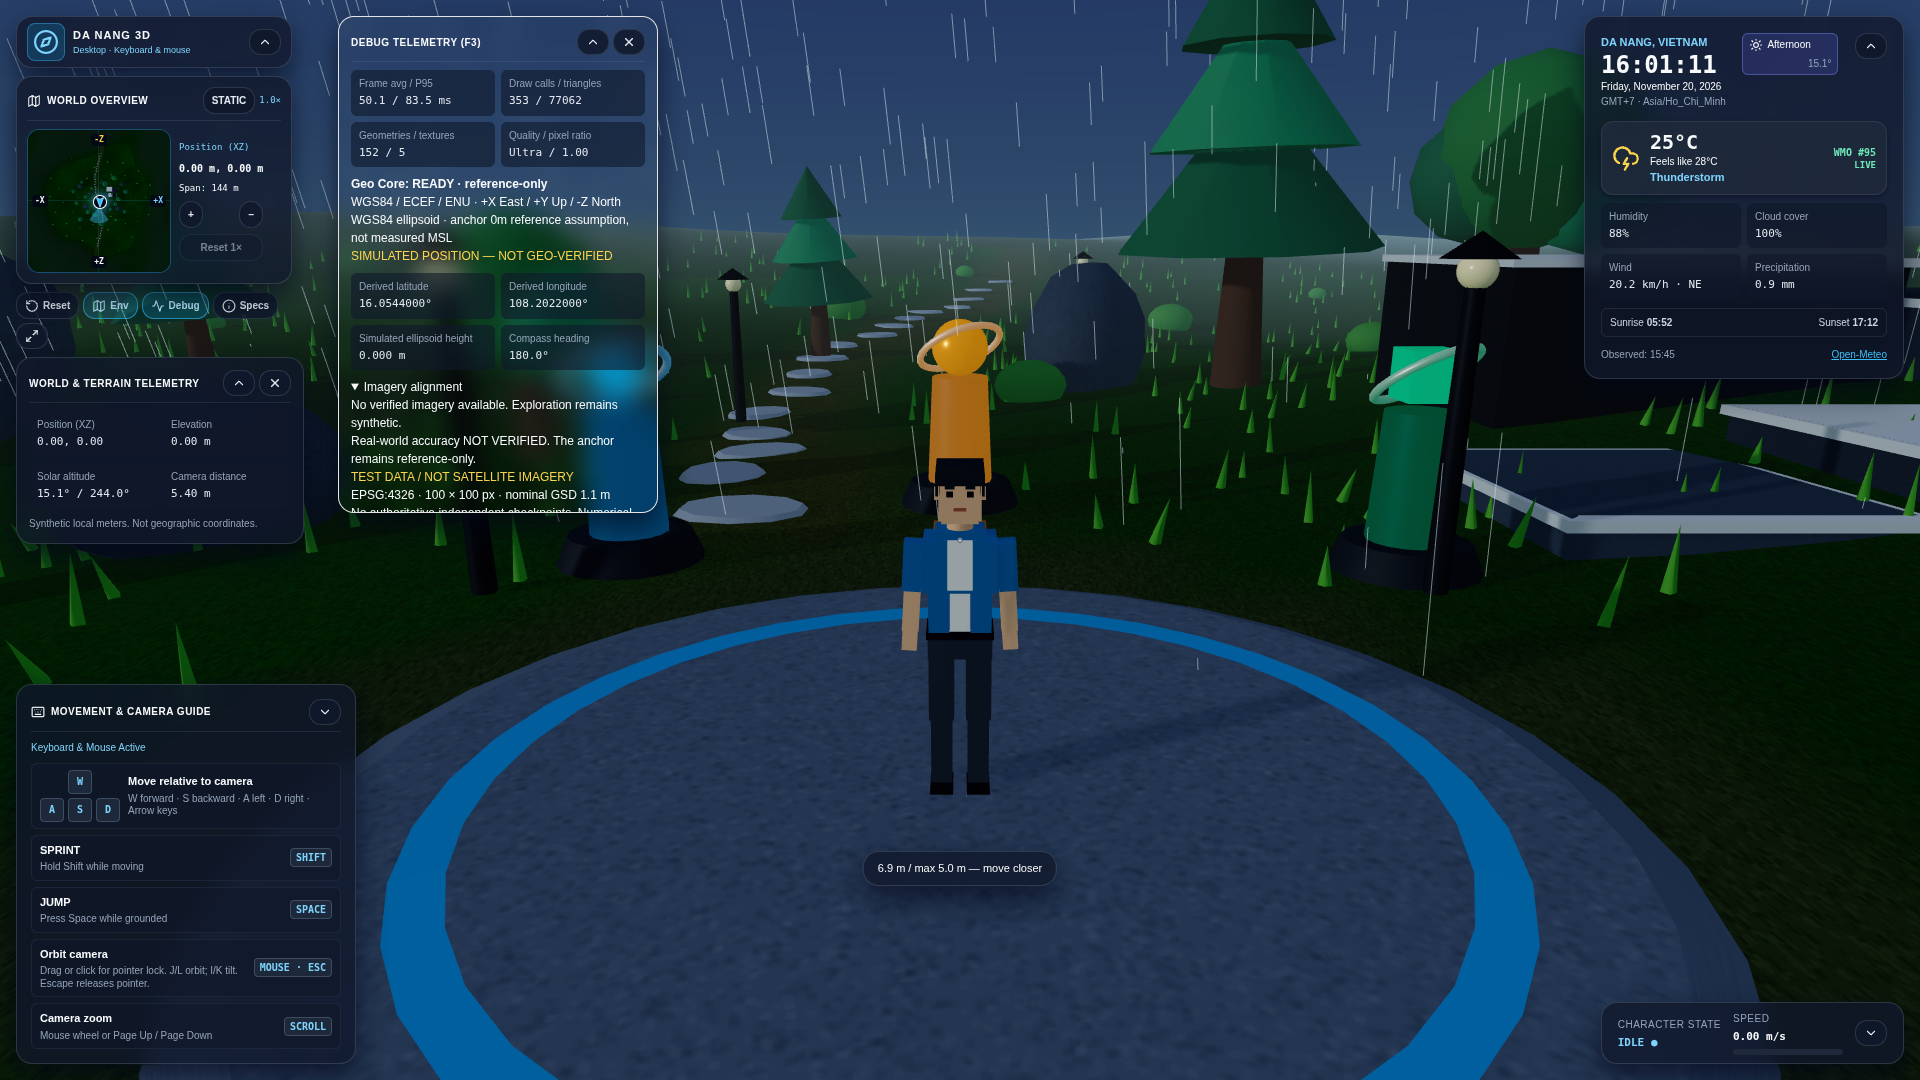 DA NANG 3D
Desktop · Keyboard & mouse
WORLD OVERVIEW
STATIC
1.0×
-Z
-X
+X
+Z
Position (XZ)
0.00 m, 0.00 m
Span: 144 m
+
−
Reset 1×
Reset
Env
Debug
Specs
WORLD & TERRAIN TELEMETRY
Position (XZ)
0.00, 0.00
Elevation
0.00 m
Solar altitude
15.1° / 244.0°
Camera distance
5.40 m
Synthetic local meters. Not geographic coordinates.
DEBUG TELEMETRY (F3)
Frame avg / P95
50.1 / 83.5 ms
Draw calls / triangles
353 / 77062
Geometries / textures
152 / 5
Quality / pixel ratio
Ultra / 1.00
Geo Core: READY · reference-only
WGS84 / ECEF / ENU · +X East / +Y Up / -Z North
WGS84 ellipsoid · anchor 0m reference assumption,
not measured MSL
SIMULATED POSITION — NOT GEO-VERIFIED
Derived latitude
16.0544000°
Derived longitude
108.2022000°
Simulated ellipsoid height
0.000 m
Compass heading
180.0°
▼ Imagery alignment
No verified imagery available. Exploration remains
synthetic.
Real-world accuracy NOT VERIFIED. The anchor
remains reference-only.
TEST DATA / NOT SATELLITE IMAGERY
EPSG:4326 · 100 × 100 px · nominal GSD 1.1 m
No authoritative independent checkpoints. Numerical
DA NANG, VIETNAM
16:01:11
Friday, November 20, 2026
GMT+7 · Asia/Ho_Chi_Minh
Afternoon
15.1°
25°C
Feels like 28°C
Thunderstorm
WMO #95
LIVE
Humidity
88%
Cloud cover
100%
Wind
20.2 km/h · NE
Precipitation
0.9 mm
Sunrise 05:52
Sunset 17:12
Observed: 15:45
Open-Meteo
MOVEMENT & CAMERA GUIDE
Keyboard & Mouse Active
W
A
S
D
Move relative to camera
W forward · S backward · A left · D right ·
Arrow keys
SPRINT
Hold Shift while moving
SHIFT
JUMP
Press Space while grounded
SPACE
Orbit camera
Drag or click for pointer lock. J/L orbit; I/K tilt.
Escape releases pointer.
MOUSE · ESC
Camera zoom
Mouse wheel or Page Up / Page Down
SCROLL
6.9 m / max 5.0 m — move closer
CHARACTER STATE
IDLE ●
SPEED
0.00 m/s